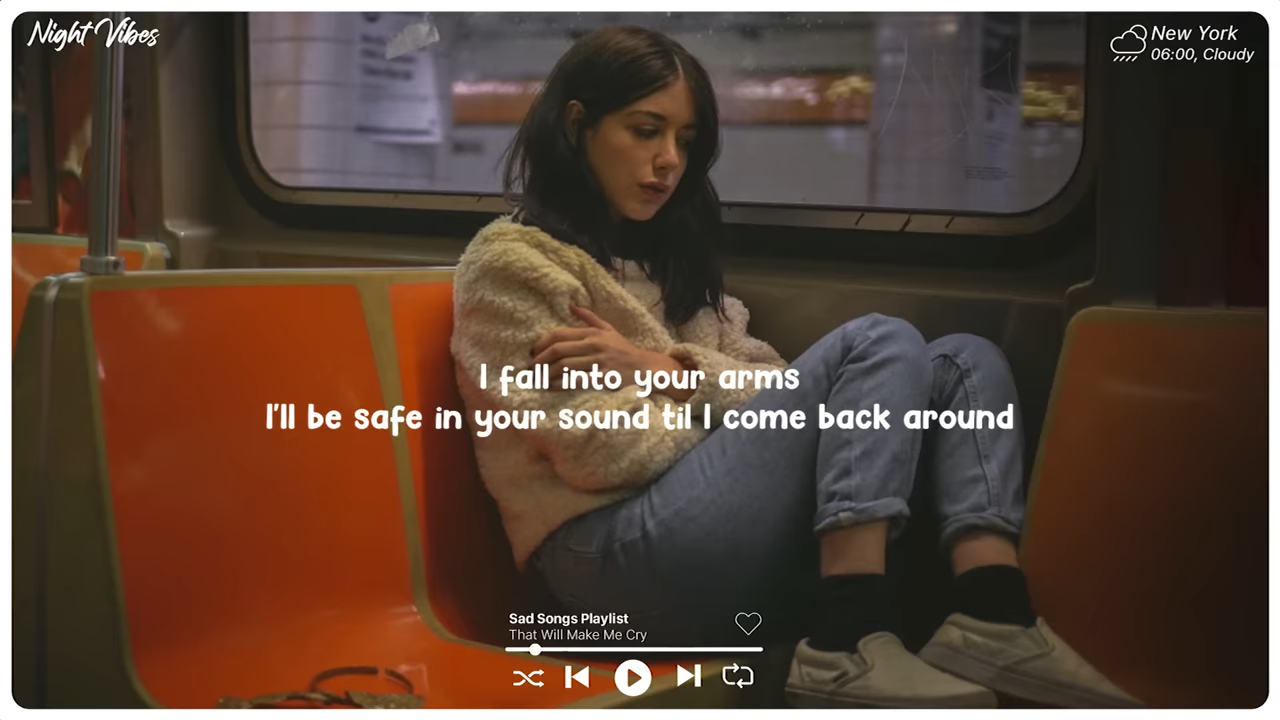 Night Vibes
New York
06:00, Cloudy
I fall into your arms
I'll be safe in your sound til I come back around
Sad Songs Playlist
That Will Make Me Cry